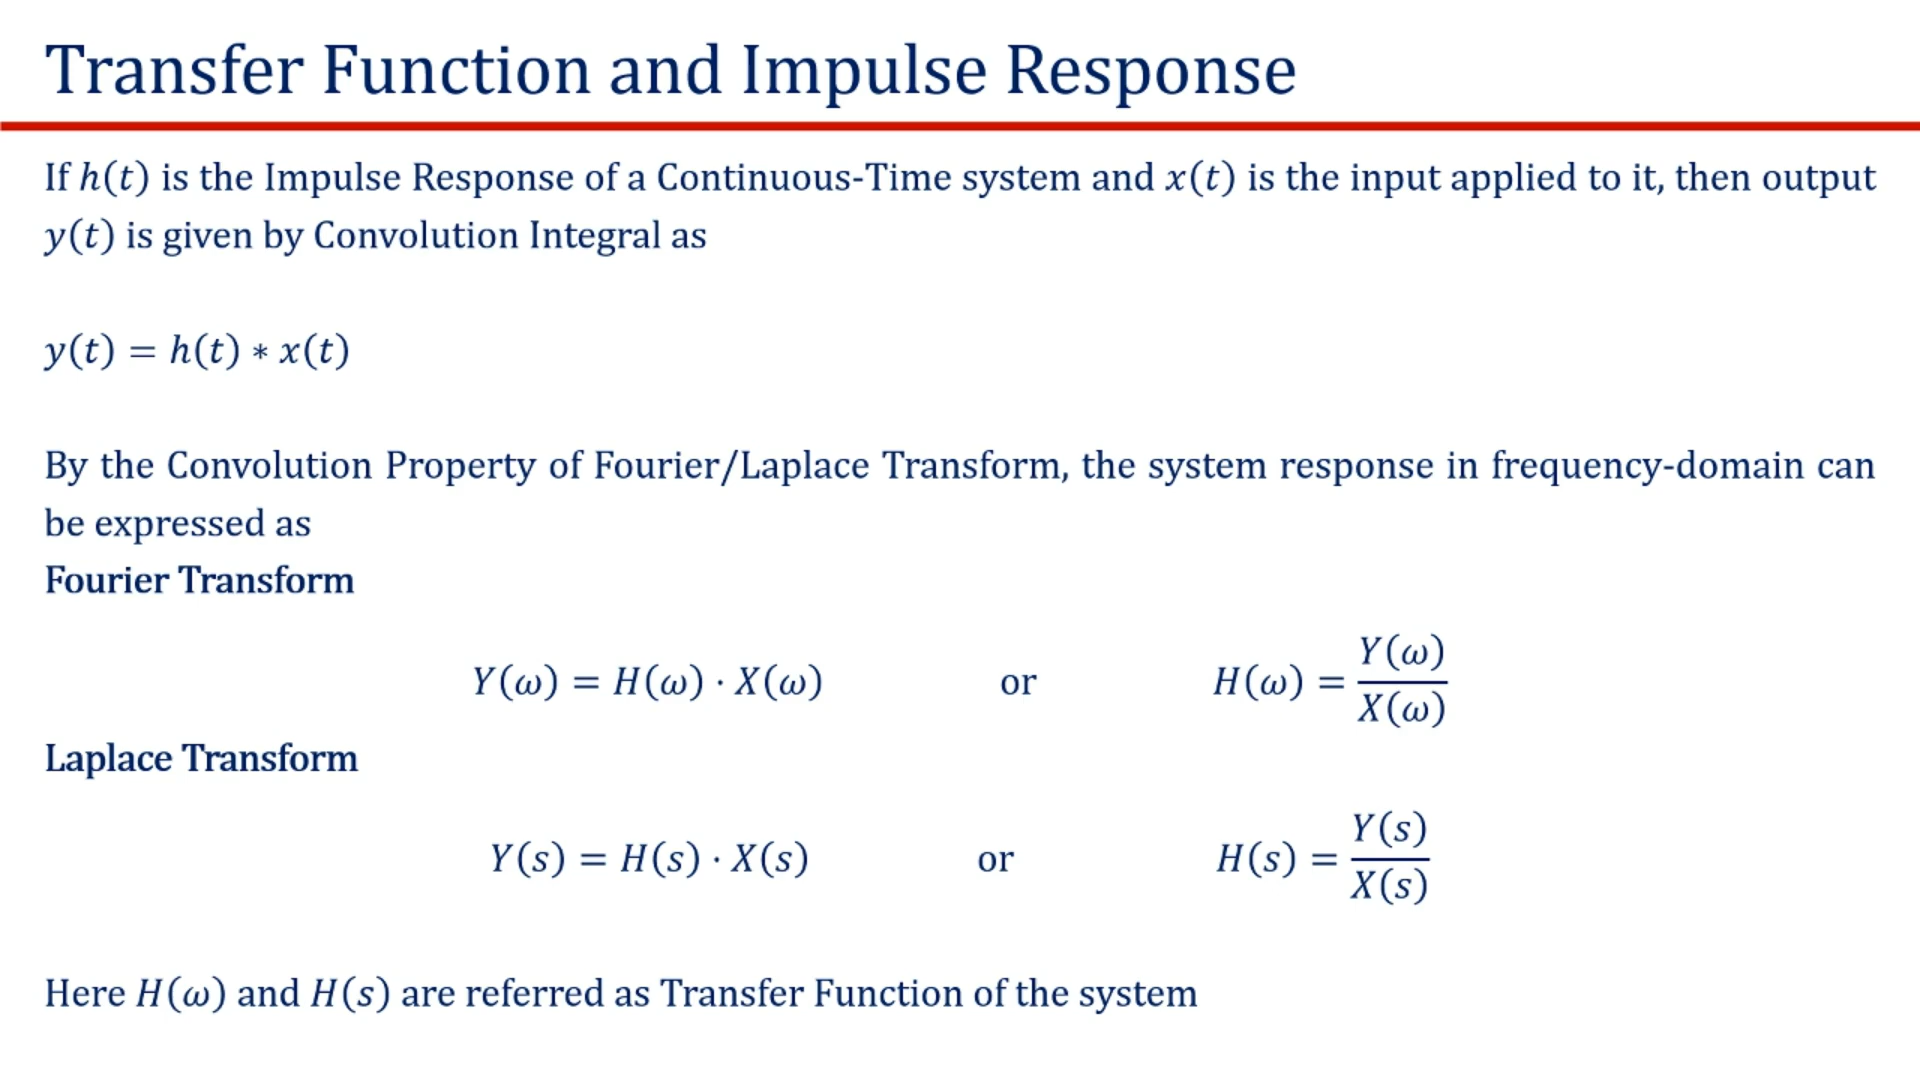 Transfer Function and Impulse Response
If h(t) is the Impulse Response of a Continuous-Time system and x(t) is the input applied to it, then output
y(t) is given by Convolution Integral as
y(t) = h(t) ∗ x(t)
By the Convolution Property of Fourier/Laplace Transform, the system response in frequency-domain can
be expressed as
Fourier Transform
Y(ω) = H(ω) · X(ω) or H(ω) = Y(ω)/X(ω)
Laplace Transform
Y(s) = H(s) · X(s) or H(s) = Y(s)/X(s)
Here H(ω) and H(s) are referred as Transfer Function of the system